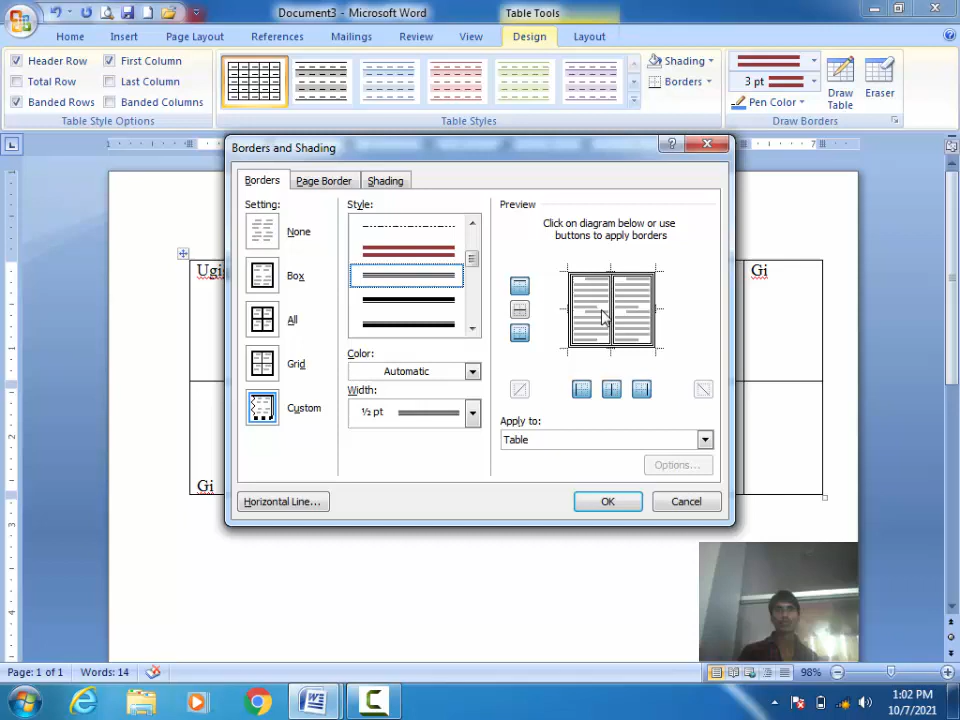 Document3 - Microsoft Word
Table Tools
Home
Insert
Page Layout
References
Mailings
Review
View
Design
Layout
Header Row
First Column
Total Row
Last Column
Banded Rows
Banded Columns
Table Style Options
Table Styles
Shading
Borders
3 pt
Pen Color
Draw Table
Eraser
Draw Borders
Borders and Shading
Borders
Page Border
Shading
Setting:
None
Box
All
Grid
Custom
Style:
Color:
Automatic
Width:
½ pt
Preview
Click on diagram below or use
buttons to apply borders
Apply to:
Table
Options...
Horizontal Line...
OK
Cancel
Gi
Gi
Page: 1 of 1
Words: 14
98%
1:02 PM
10/7/2021